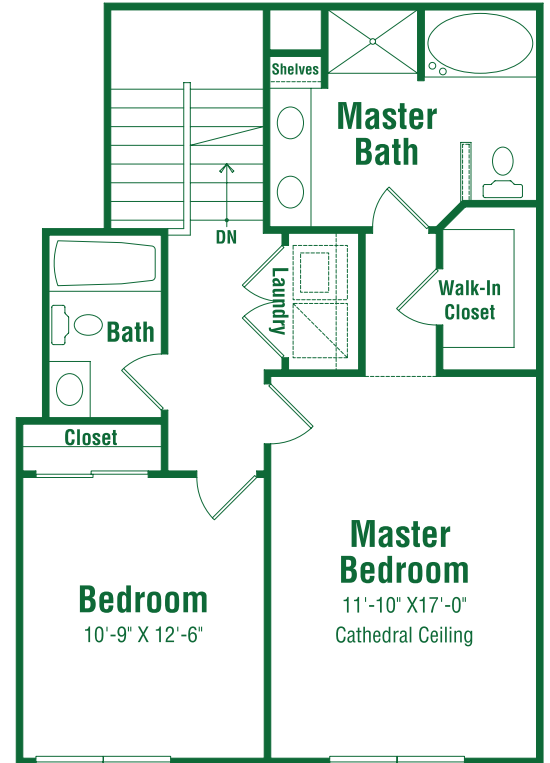 Shelves
Master
Bath
DN
Laundry
Walk-In
Closet
Bath
Closet
Master
Bedroom
11'-10" X17'-0"
Cathedral Ceiling
Bedroom
10'-9" X 12'-6"